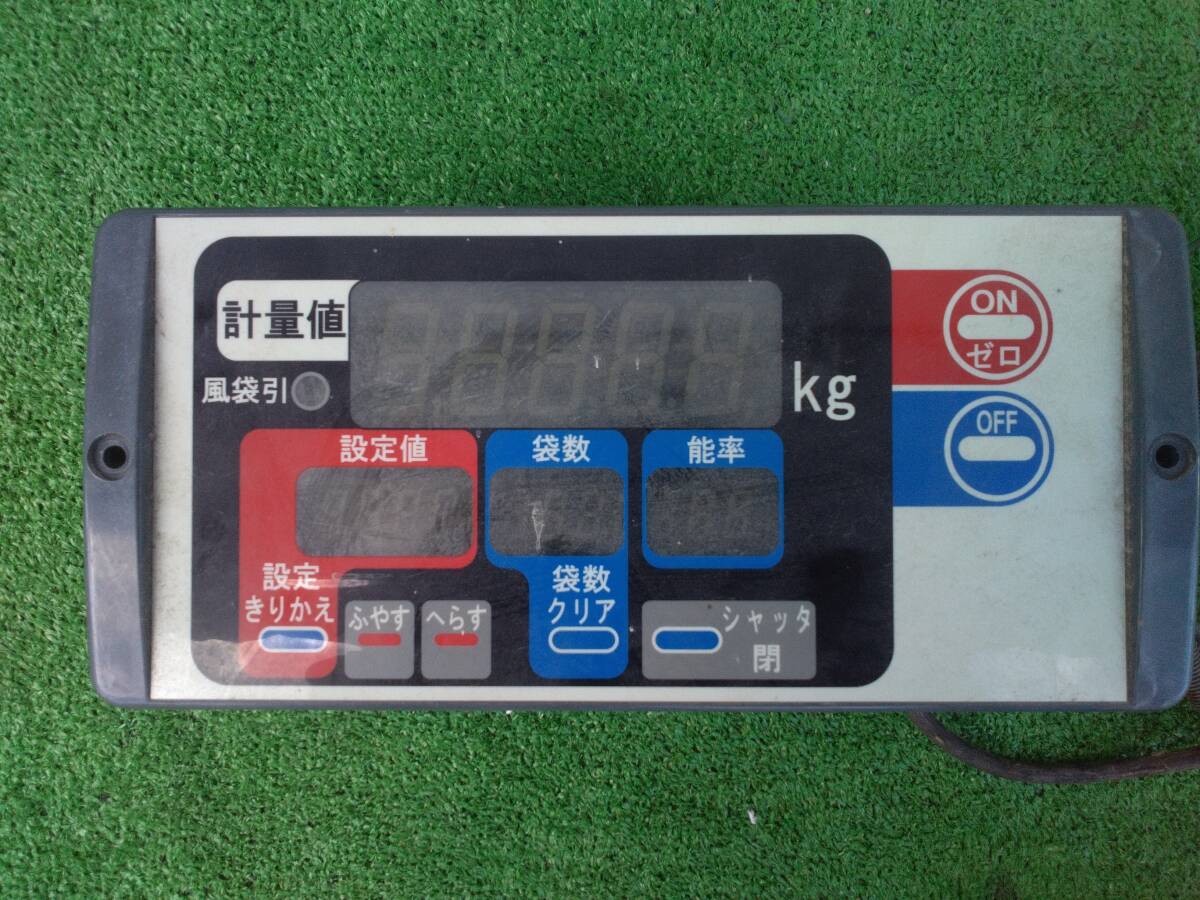 計量値
風袋引
kg
ON
ゼロ
OFF
設定値
袋数
能率
設定
きりかえ
ふやす
へらす
袋数
クリア
シャッタ
閉